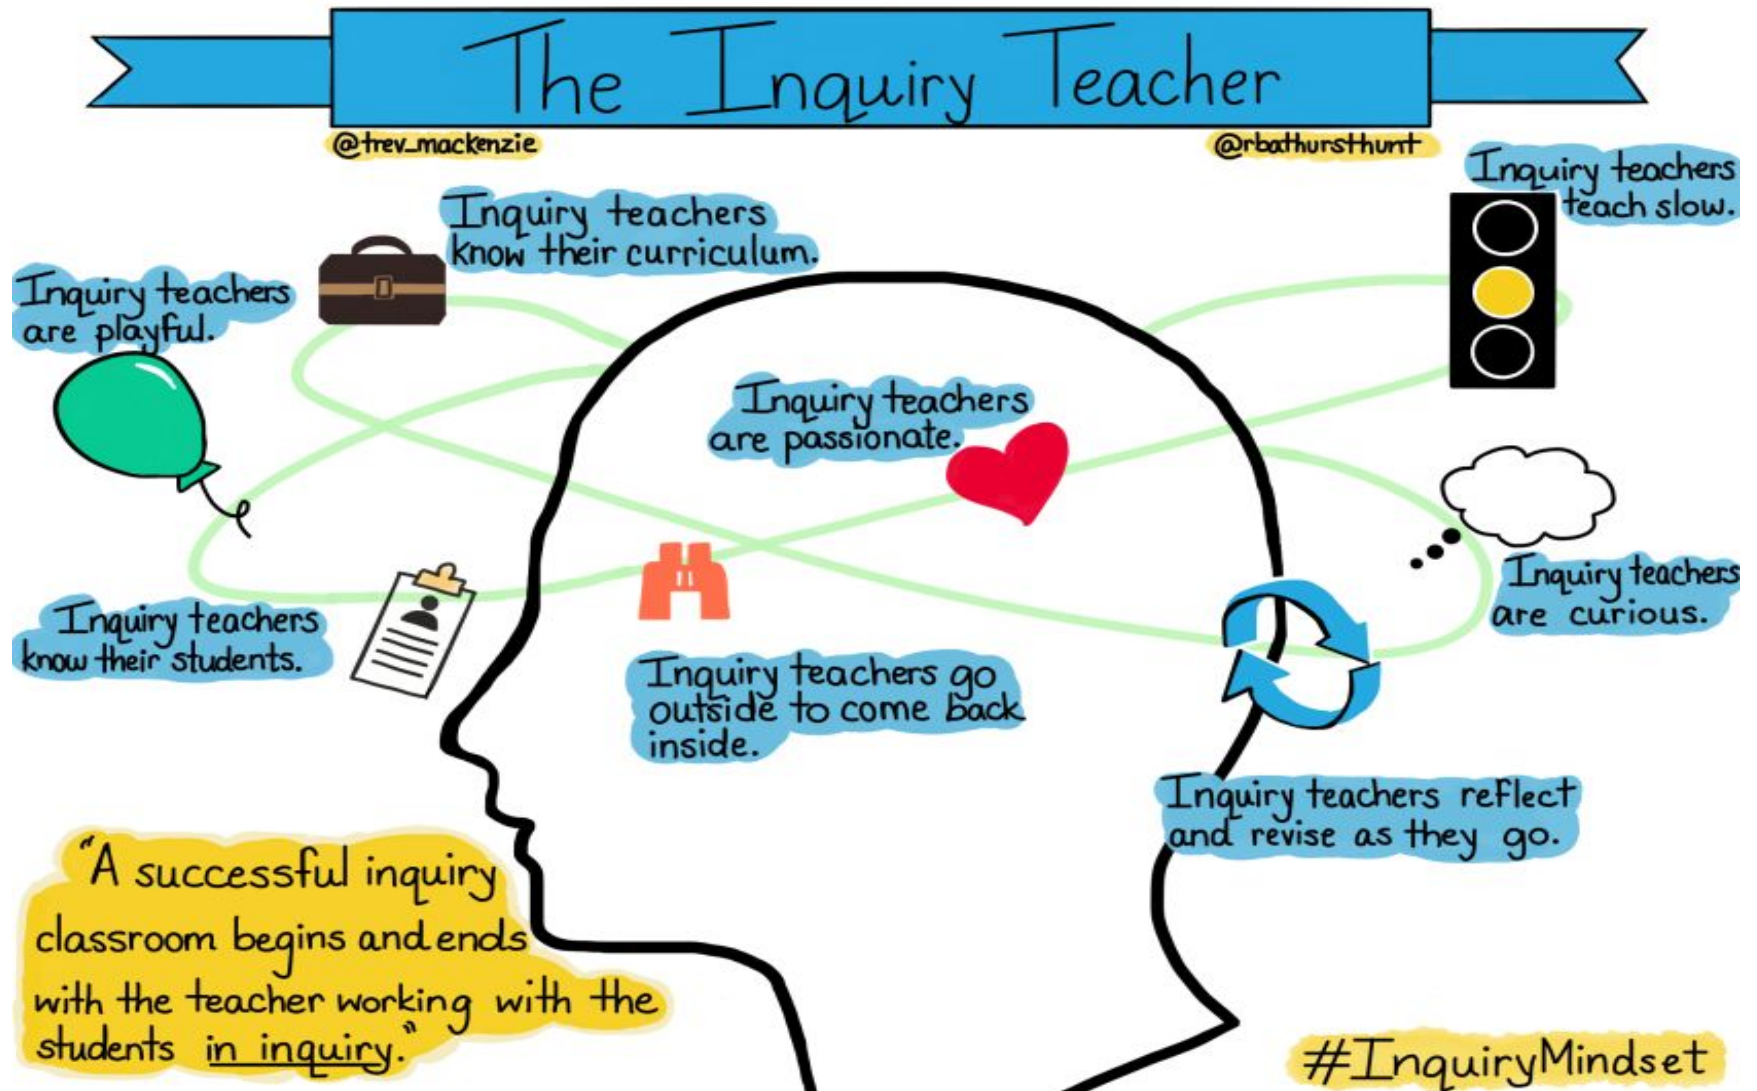 The Inquiry Teacher
@trev_mackenzie
@rbathursthunt
Inquiry teachers
teach slow.
Inquiry teachers
know their curriculum.
Inquiry teachers
are playful.
Inquiry teachers
are passionate.
Inquiry teachers
are curious.
Inquiry teachers
know their students.
Inquiry teachers go
outside to come back
inside.
Inquiry teachers reflect
and revise as they go.
"A successful inquiry
classroom begins and ends
with the teacher working with the
students in inquiry."
#InquiryMindset